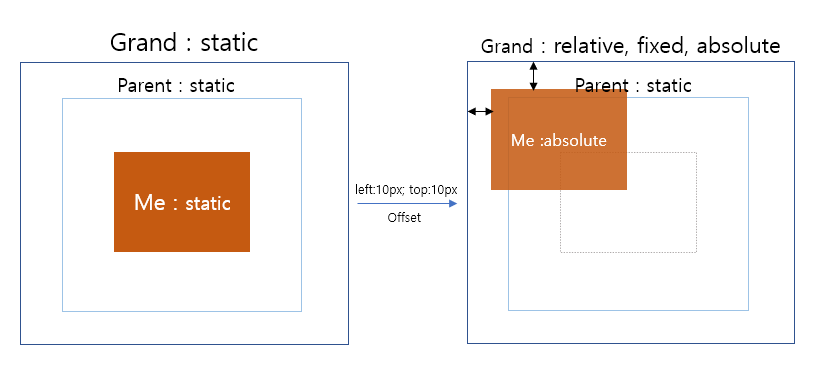 Grand : static
Parent : static
Me : static
left:10px; top:10px
Offset
Grand : relative, fixed, absolute
Parent : static
Me :absolute